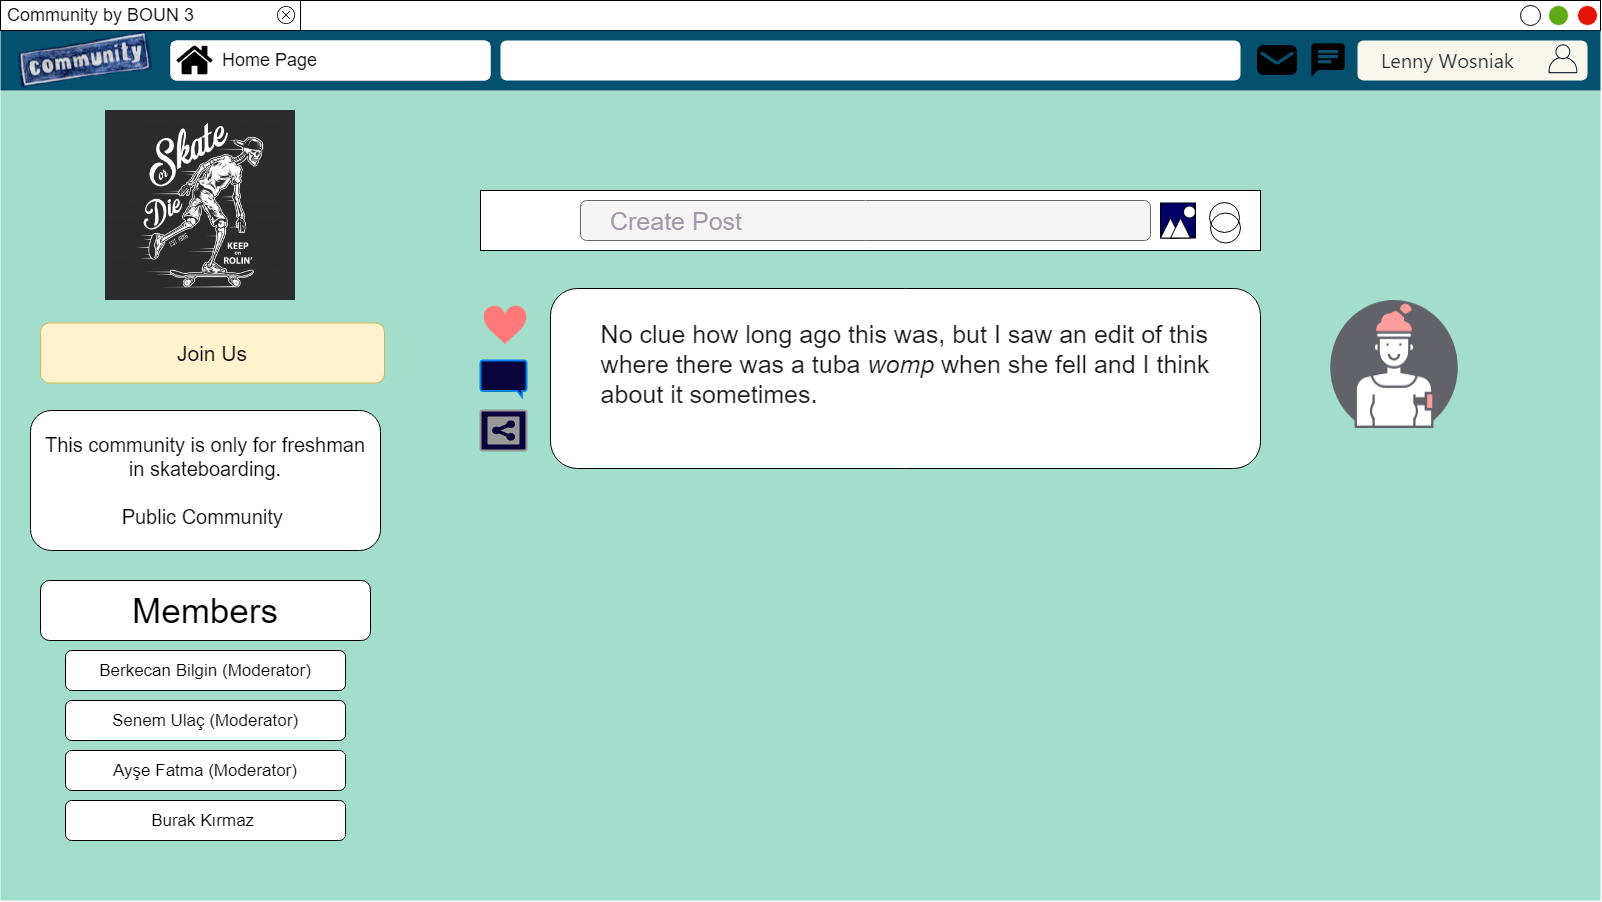 Community by BOUN 3
community
Home Page
Lenny Wosniak
Skate
or
Die
EST. 1986
KEEP
on
ROLIN'
Create Post
Join Us
No clue how long ago this was, but I saw an edit of this
where there was a tuba womp when she fell and I think
about it sometimes.
This community is only for freshman
in skateboarding.
Public Community
Members
Berkecan Bilgin (Moderator)
Senem Ulaç (Moderator)
Ayşe Fatma (Moderator)
Burak Kırmaz